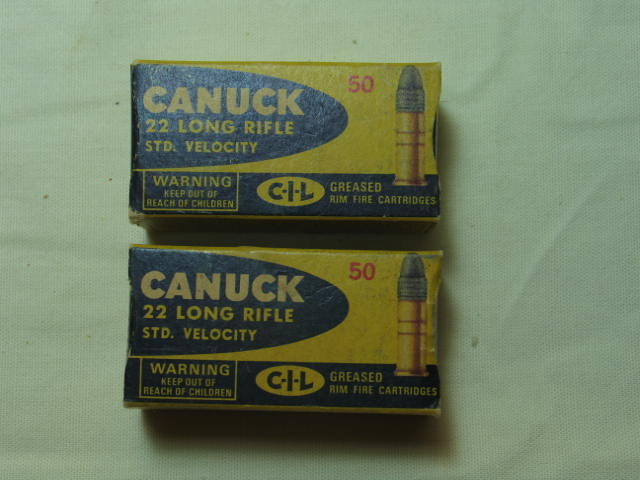 CANUCK
50
22 LONG RIFLE
STD. VELOCITY
WARNING
KEEP OUT OF
REACH OF CHILDREN
C-I-L
GREASED
RIM FIRE CARTRIDGES
CANUCK
50
22 LONG RIFLE
STD. VELOCITY
WARNING
KEEP OUT OF
REACH OF CHILDREN
C-I-L
GREASED
RIM FIRE CARTRIDGES